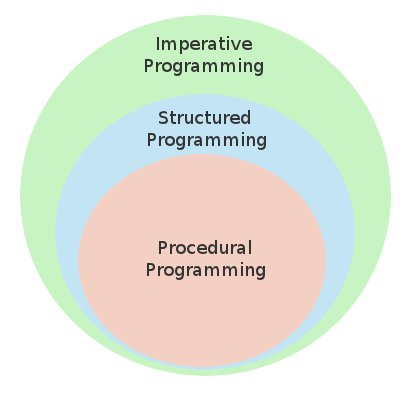 Imperative
Programming
Structured
Programming
Procedural
Programming